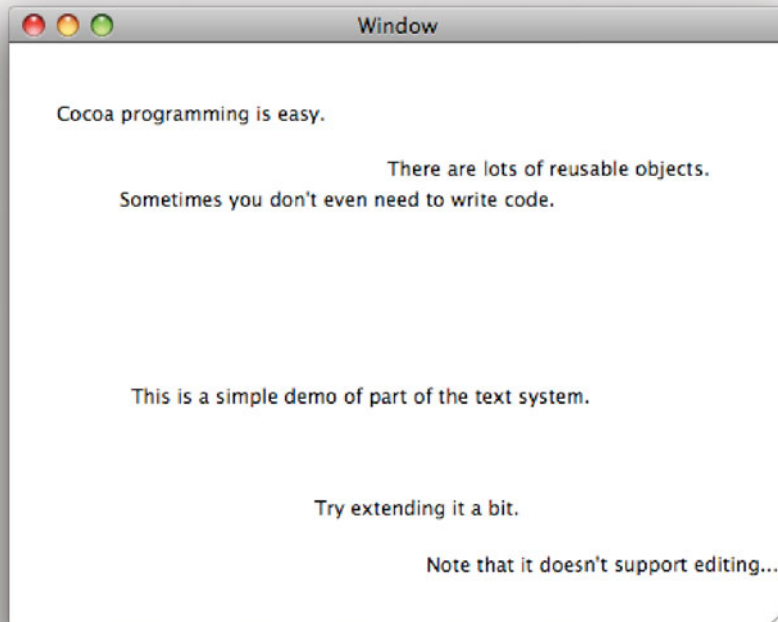 Window
Cocoa programming is easy.
There are lots of reusable objects.
Sometimes you don't even need to write code.
This is a simple demo of part of the text system.
Try extending it a bit.
Note that it doesn't support editing...